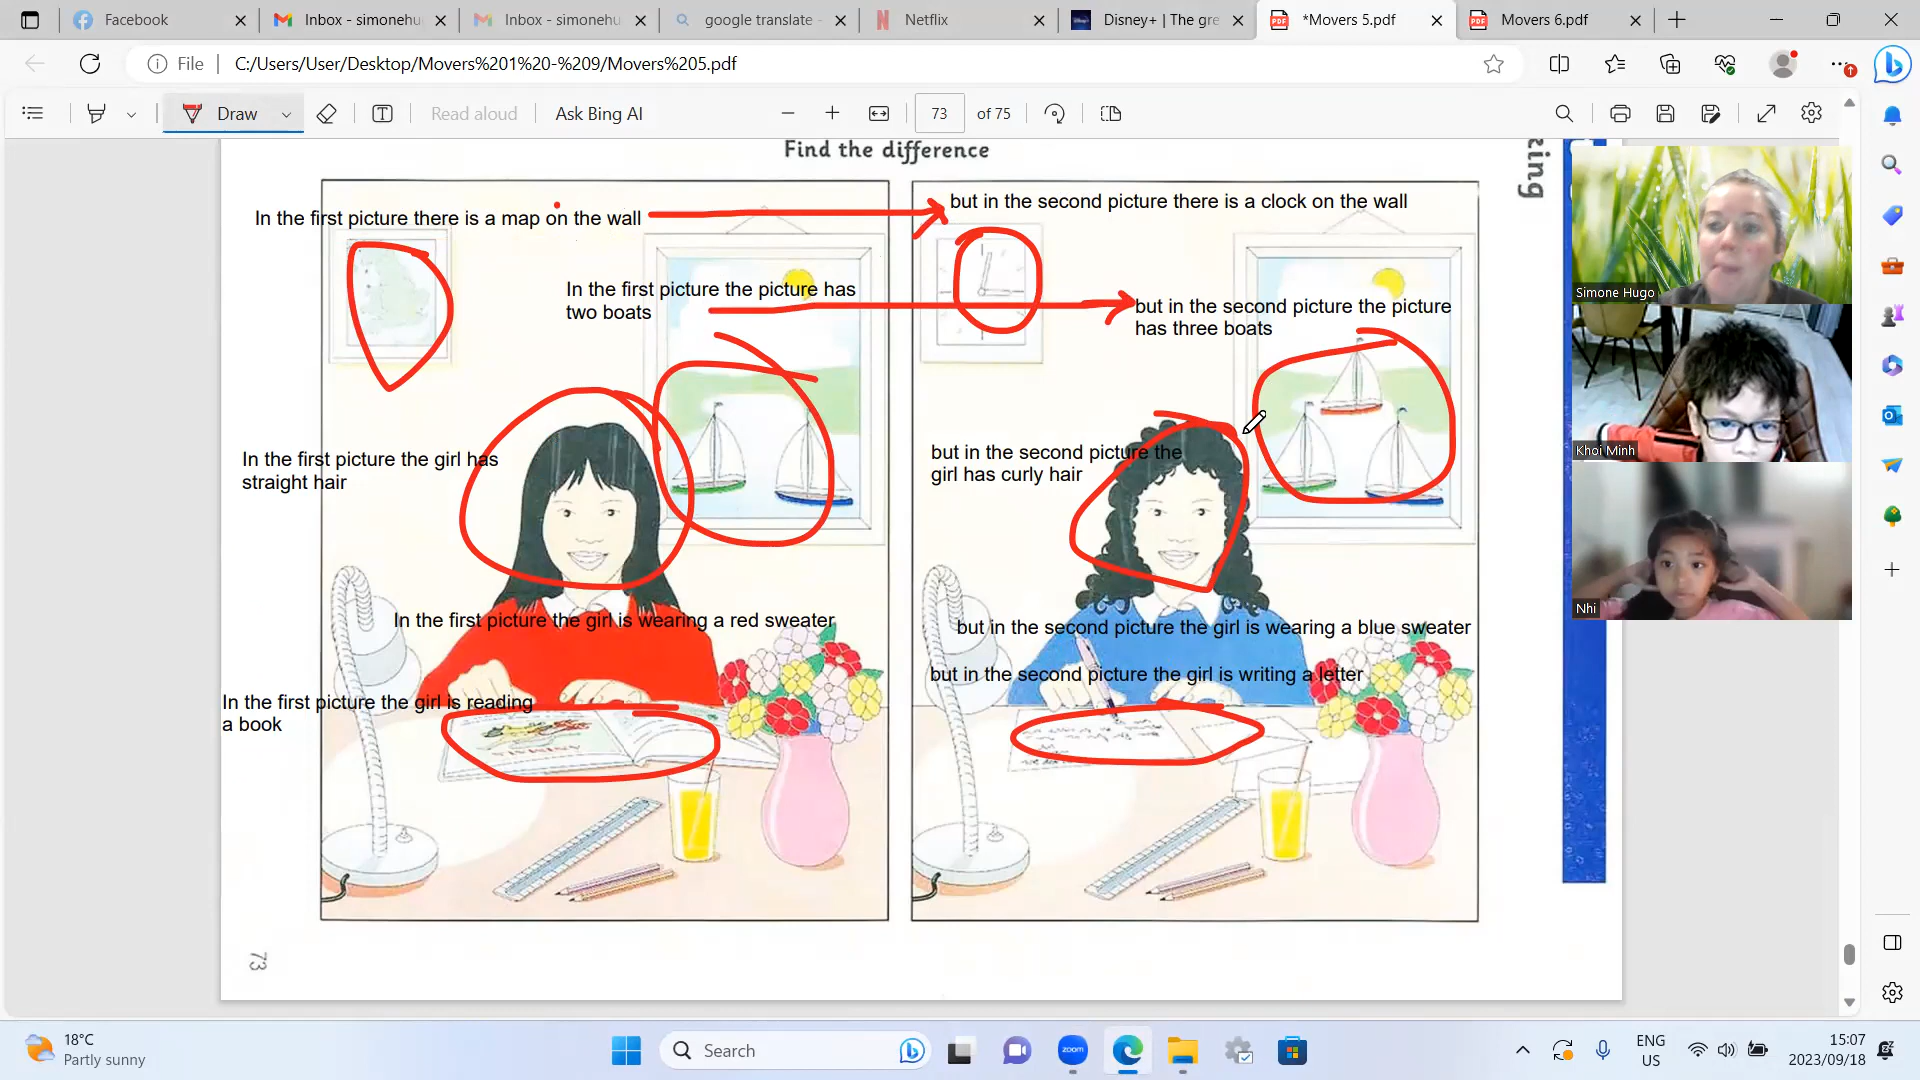 Facebook
Inbox - simonehu
Inbox - simonehu
google translate -
Netflix
Disney+ | The gre
*Movers 5.pdf
Movers 6.pdf
File
C:/Users/User/Desktop/Movers%201%20-%209/Movers%205.pdf
Draw
Read aloud
Ask Bing AI
73
of 75
Find the difference
In the first picture there is a map on the wall
but in the second picture there is a clock on the wall
In the first picture the picture has
two boats
but in the second picture the picture
has three boats
In the first picture the girl has
straight hair
but in the second picture the
girl has curly hair
In the first picture the girl is wearing a red sweater
but in the second picture the girl is wearing a blue sweater
In the first picture the girl is reading
a book
but in the second picture the girl is writing a letter
73
Simone Hugo
Khoi Minh
Nhi
18°C
Partly sunny
Search
zoom
ENG
US
15:07
2023/09/18